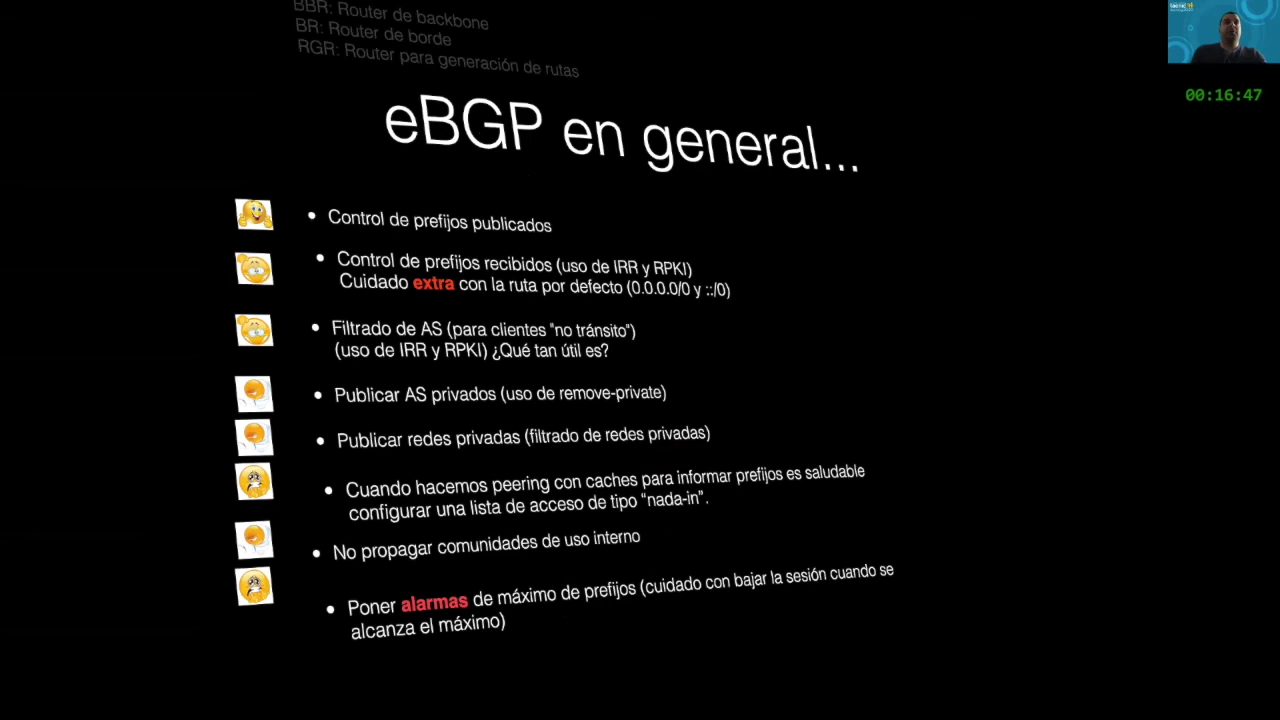 BBR: Router de backbone
BR: Router de borde
RGR: Router para generación de rutas
00:16:47
eBGP en general...
• Control de prefijos publicados
• Control de prefijos recibidos (uso de IRR y RPKI)
Cuidado extra con la ruta por defecto (0.0.0.0/0 y ::/0)
• Filtrado de AS (para clientes "no tránsito")
(uso de IRR y RPKI) ¿Qué tan útil es?
• Publicar AS privados (uso de remove-private)
• Publicar redes privadas (filtrado de redes privadas)
• Cuando hacemos peering con caches para informar prefijos es saludable
configurar una lista de acceso de tipo “nada-in”.
• No propagar comunidades de uso interno
• Poner alarmas de máximo de prefijos (cuidado con bajar la sesión cuando se
alcanza el máximo)